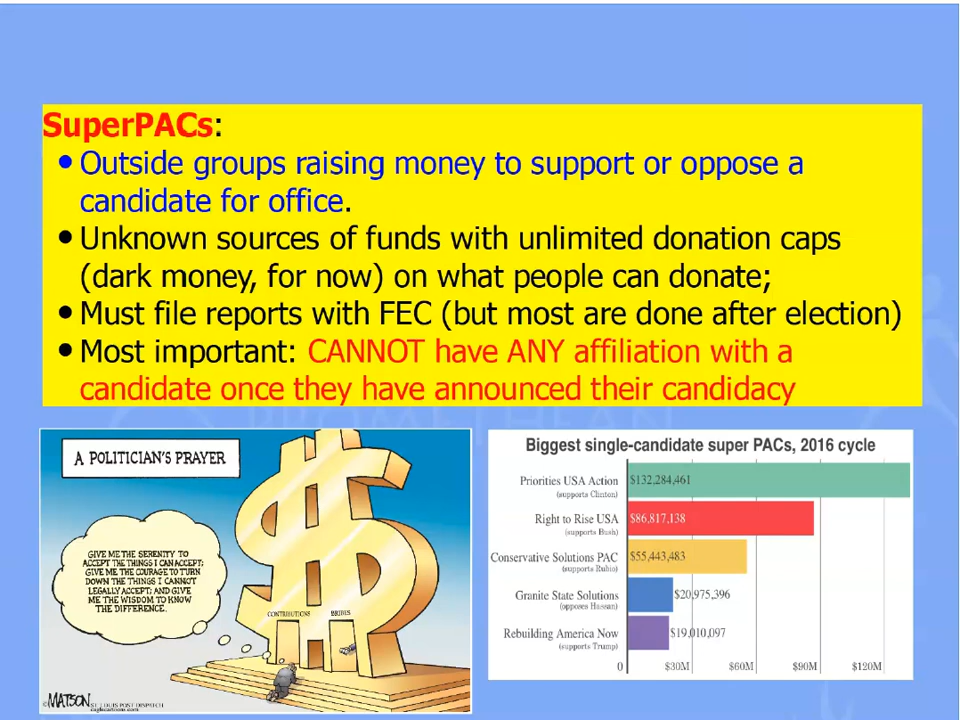 SuperPACs:
• Outside groups raising money to support or oppose a
candidate for office.
• Unknown sources of funds with unlimited donation caps
(dark money, for now) on what people can donate;
• Must file reports with FEC (but most are done after election)
• Most important: CANNOT have ANY affiliation with a
candidate once they have announced their candidacy
PROMETHEAN
A POLITICIAN'S PRAYER
GIVE ME THE SERENITY TO
ACCEPT THE THINGS I CAN ACCEPT;
GIVE ME THE COURAGE TO TURN
DOWN THE THINGS I CANNOT
LEGALLY ACCEPT; AND GIVE
ME THE WISDOM TO KNOW
THE DIFFERENCE.
CONTRIBUTIONS
BRIBES
©MATSON ST. LOUIS POST DISPATCH
caglecartoons.com
Biggest single-candidate super PACs, 2016 cycle
Priorities USA Action $132,284,461
(supports Clinton)
Right to Rise USA $86,817,138
(supports Bush)
Conservative Solutions PAC $55,443,483
(supports Rubio)
Granite State Solutions $20,975,396
(opposes Hassan)
Rebuilding America Now $19,010,097
(supports Trump)
0 $30M $60M $90M $120M